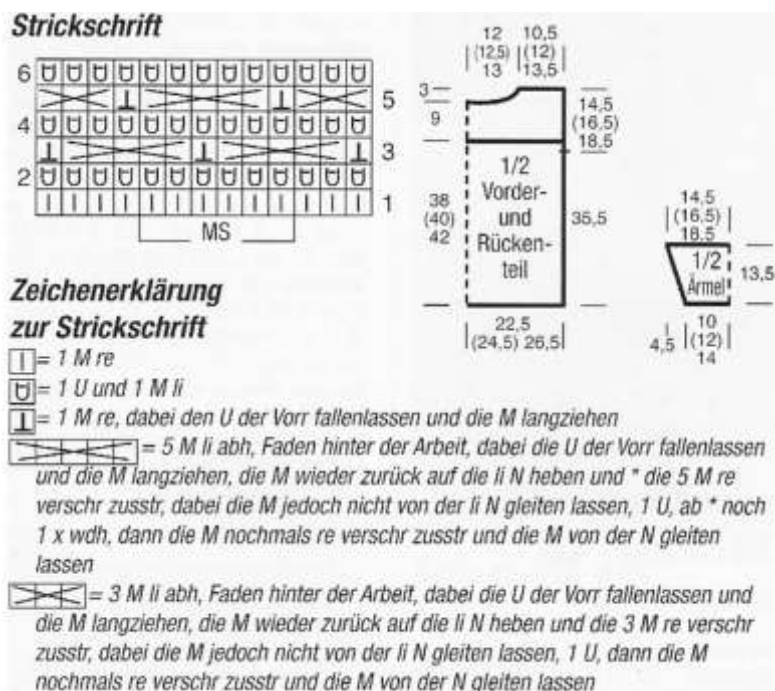 Strickschrift
6
5
4
3
2
1
MS
12
(12,5)
13
10,5
(12)
13,5
3
9
38
(40)
42
14,5
(16,5)
18,5
35,5
1/2
Vorder-
und
Rücken-
teil
22,5
(24,5) 26,5
14,5
(16,5)
18,5
1/2
Ärmel
13,5
4,5
10
(12)
14
Zeichenerklärung
zur Strickschrift
= 1 M re
= 1 U und 1 M li
= 1 M re, dabei den U der Vorr fallenlassen und die M langziehen
= 5 M li abh, Faden hinter der Arbeit, dabei die U der Vorr fallenlassen
und die M langziehen, die M wieder zurück auf die li N heben und * die 5 M re
verschr zusstr, dabei die M jedoch nicht von der li N gleiten lassen, 1 U, ab * noch
1 x wdh, dann die M nochmals re verschr zusstr und die M von der N gleiten
lassen
= 3 M li abh, Faden hinter der Arbeit, dabei die U der Vorr fallenlassen und
die M langziehen, die M wieder zurück auf die li N heben und die 3 M re verschr
zusstr, dabei die M jedoch nicht von der li N gleiten lassen, 1 U, dann die M
nochmals re verschr zusstr und die M von der N gleiten lassen